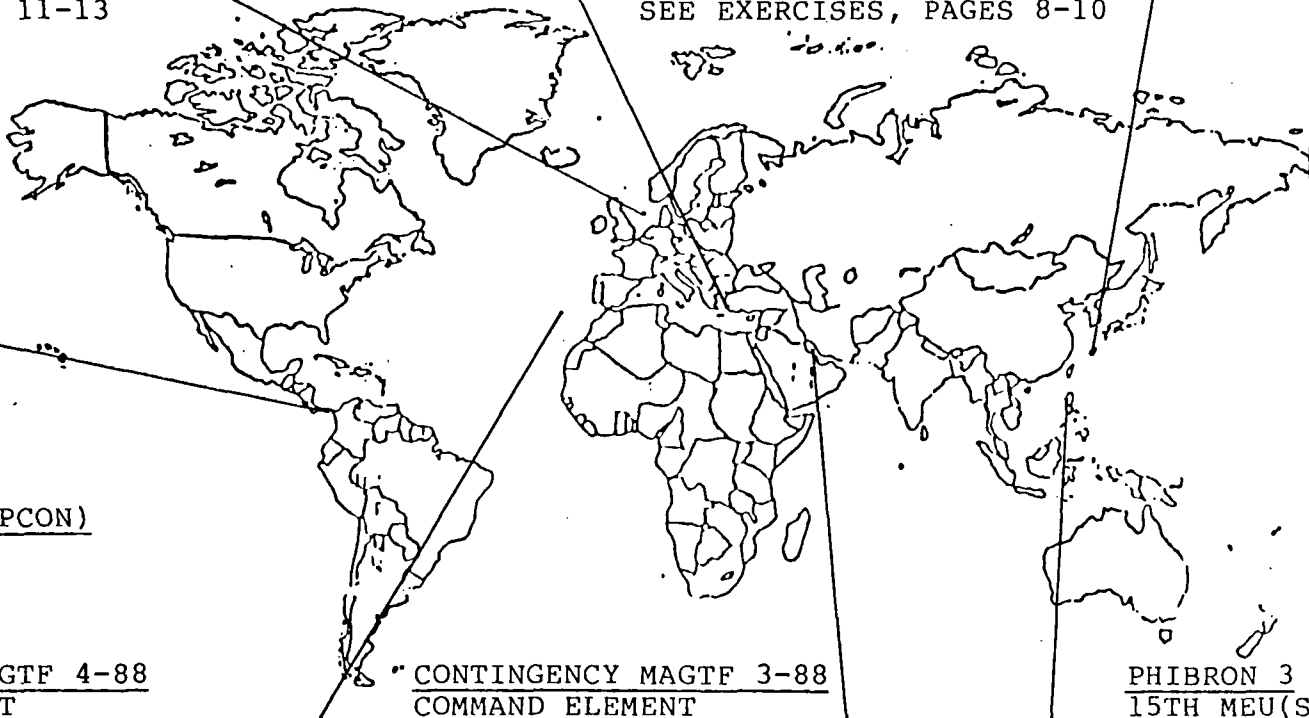 11-13
SEE EXERCISES, PAGES 8-10
PCON)
GTF 4-88
T
CONTINGENCY MAGTF 3-88
COMMAND ELEMENT
PHIBRON 3
15TH MEU(S